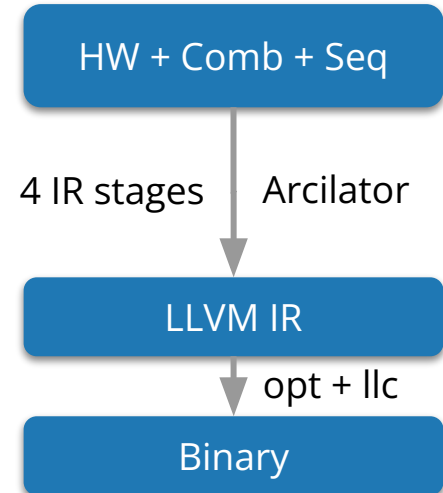 HW + Comb + Seq
4 IR stages Arcilator
LLVM IR
opt + llc
Binary